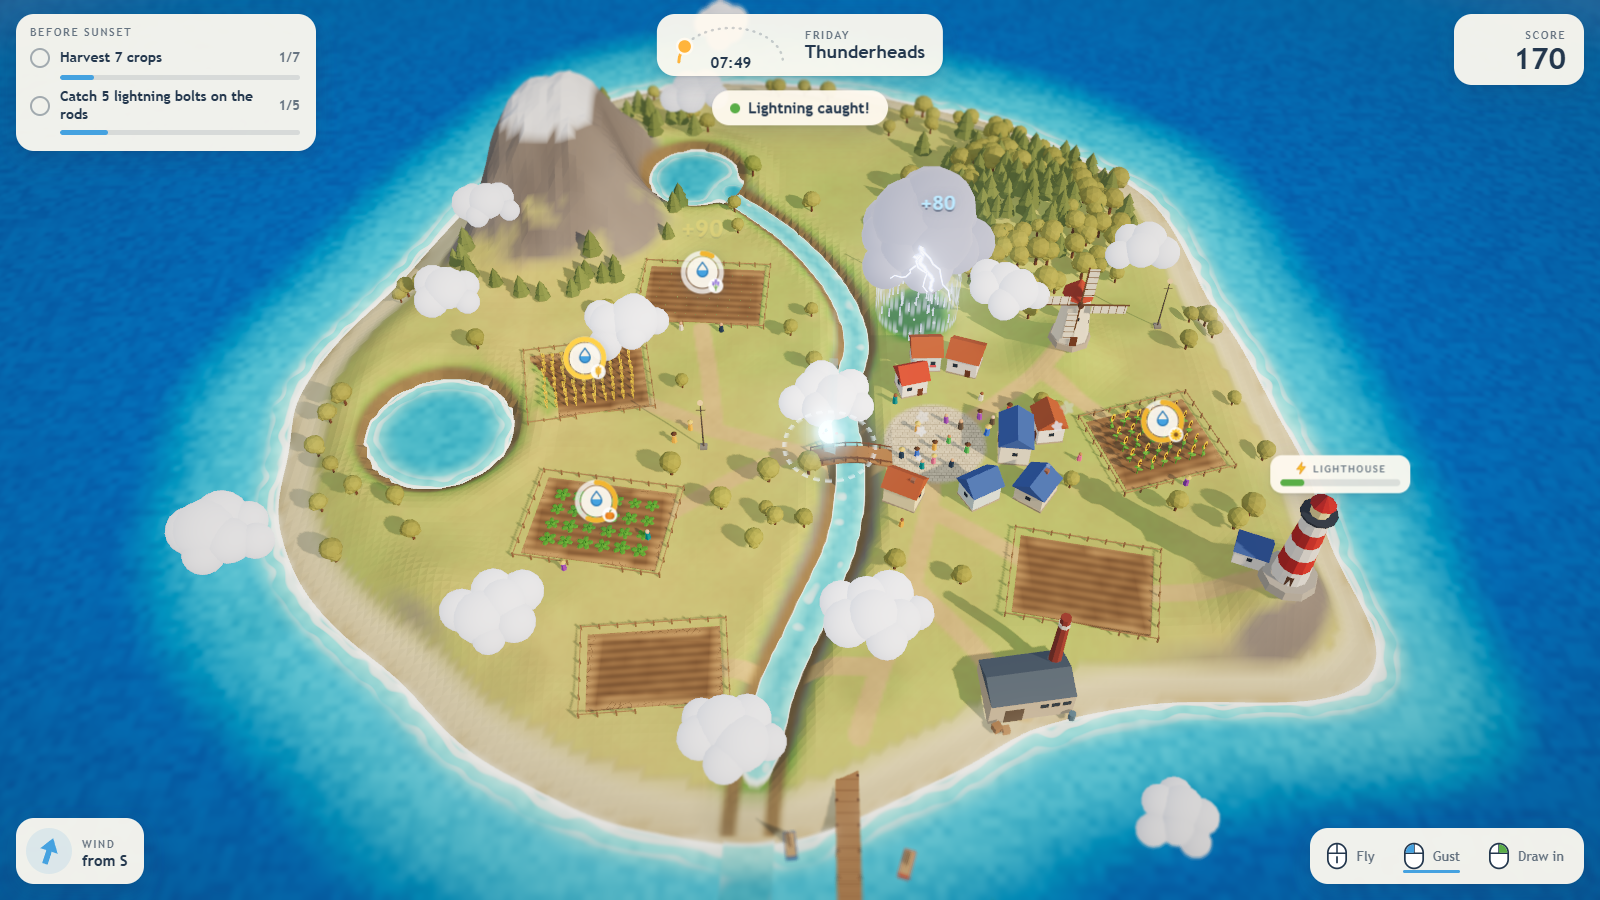 BEFORE SUNSET
Harvest 7 crops 1/7
Catch 5 lightning bolts on the
rods 1/5
07:49
FRIDAY
Thunderheads
SCORE
170
Lightning caught!
+80
+90
LIGHTHOUSE
WIND
from S
Fly Gust Draw in